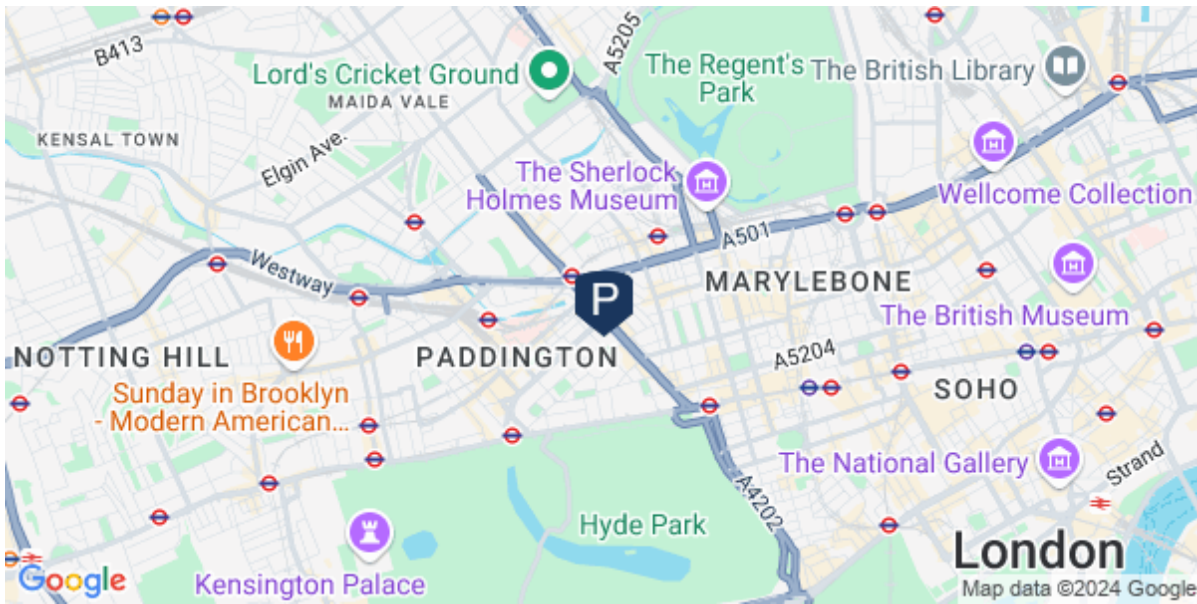 B413
A5205
Lord's Cricket Ground
The Regent's
Park
The British Library
MAIDA VALE
KENSAL TOWN
Elgin Ave.
The Sherlock
Holmes Museum
Wellcome Collection
A501
Westway
MARYLEBONE
P
The British Museum
NOTTING HILL
PADDINGTON
A5204
SOHO
Sunday in Brooklyn
- Modern American...
The National Gallery
Strand
A4202
Hyde Park
London
Kensington Palace
Google
Map data ©2024 Google